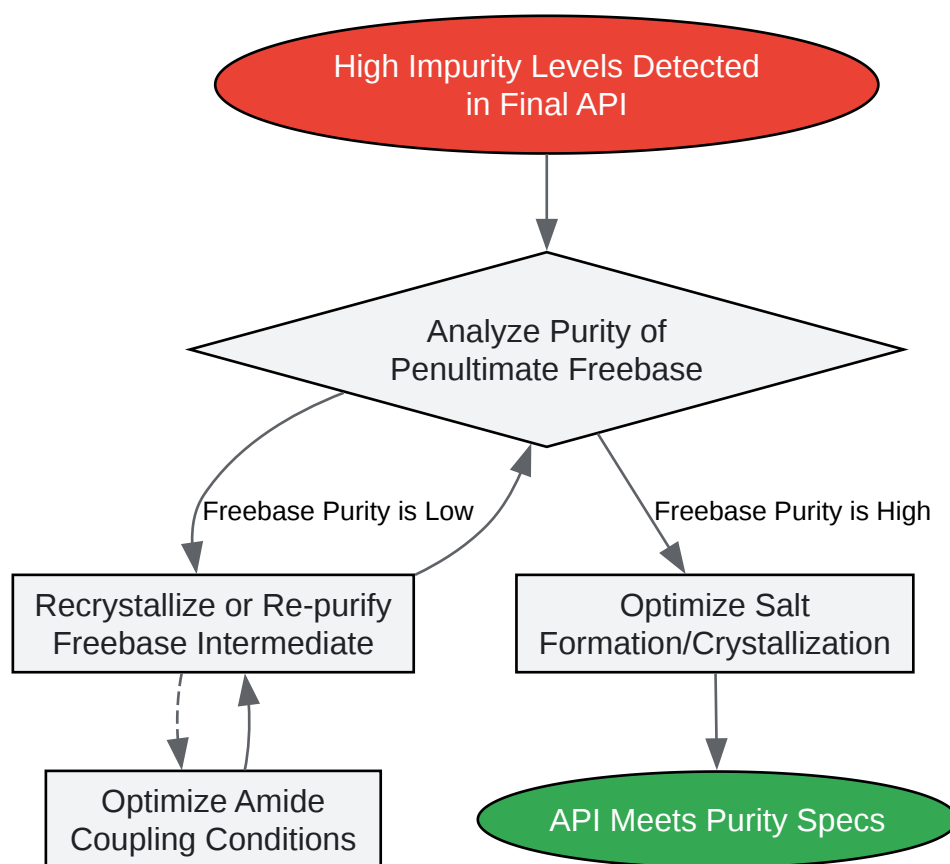 High Impurity Levels Detected
in Final API
Analyze Purity of
Penultimate Freebase
Freebase Purity is Low
Freebase Purity is High
Recrystallize or Re-purify
Freebase Intermediate
Optimize Salt
Formation/Crystallization
Optimize Amide
Coupling Conditions
API Meets Purity Specs